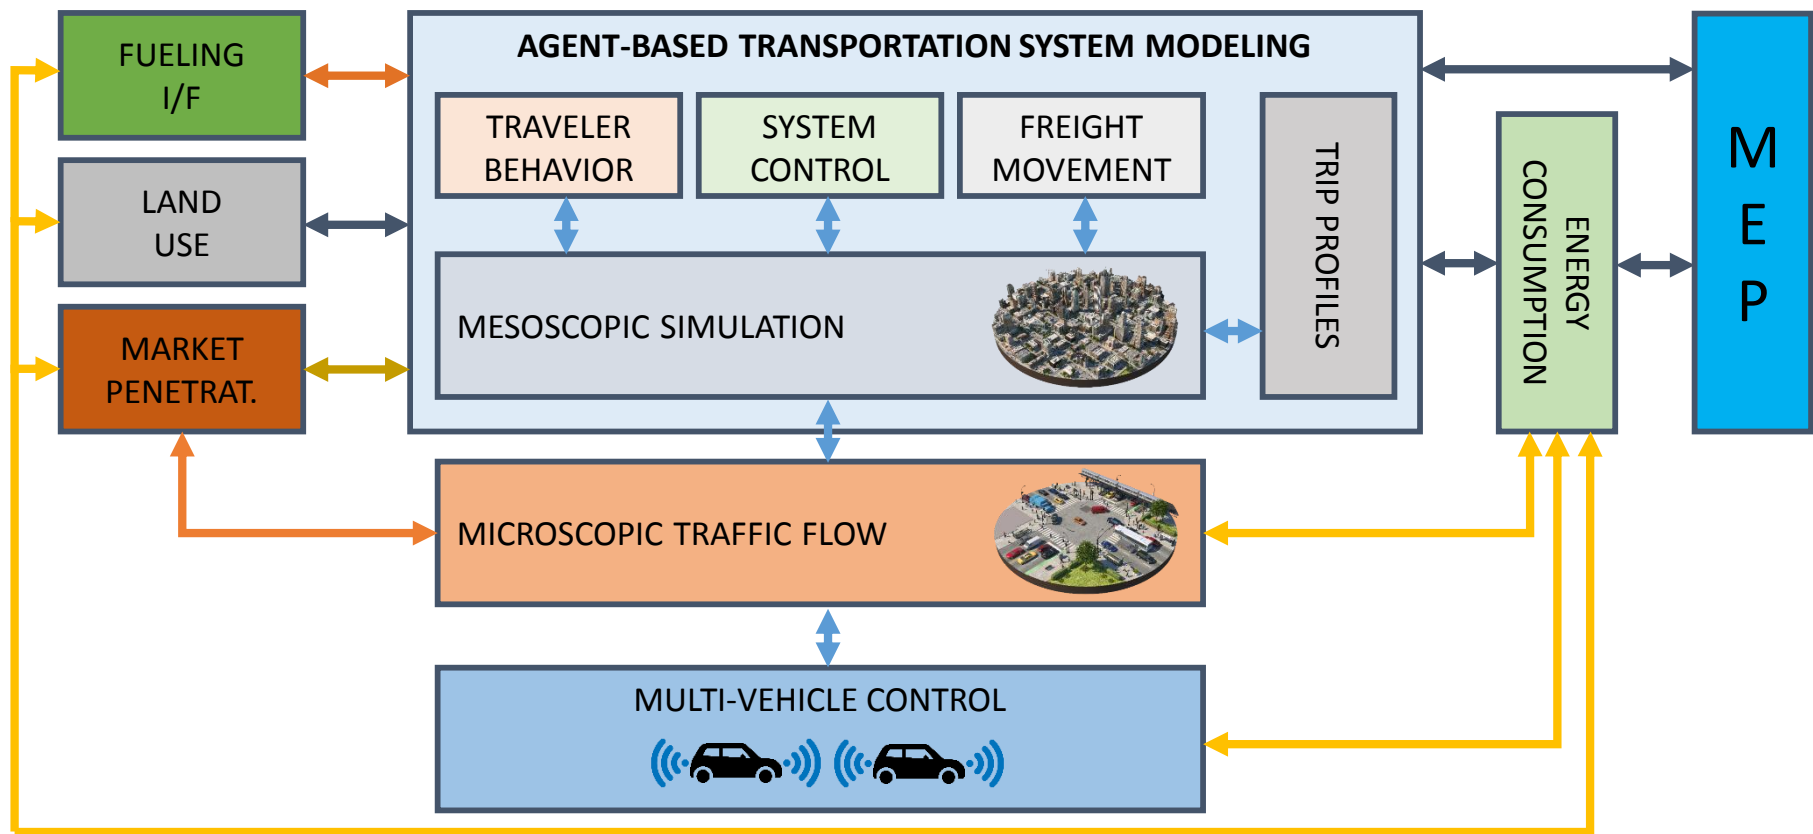 FUELING
I/F
LAND
USE
MARKET
PENETRAT.
AGENT-BASED TRANSPORTATION SYSTEM MODELING
TRAVELER
BEHAVIOR
SYSTEM
CONTROL
FREIGHT
MOVEMENT
TRIP PROFILES
MESOSCOPIC SIMULATION
MICROSCOPIC TRAFFIC FLOW
MULTI-VEHICLE CONTROL
ENERGY
CONSUMPTION
M
E
P